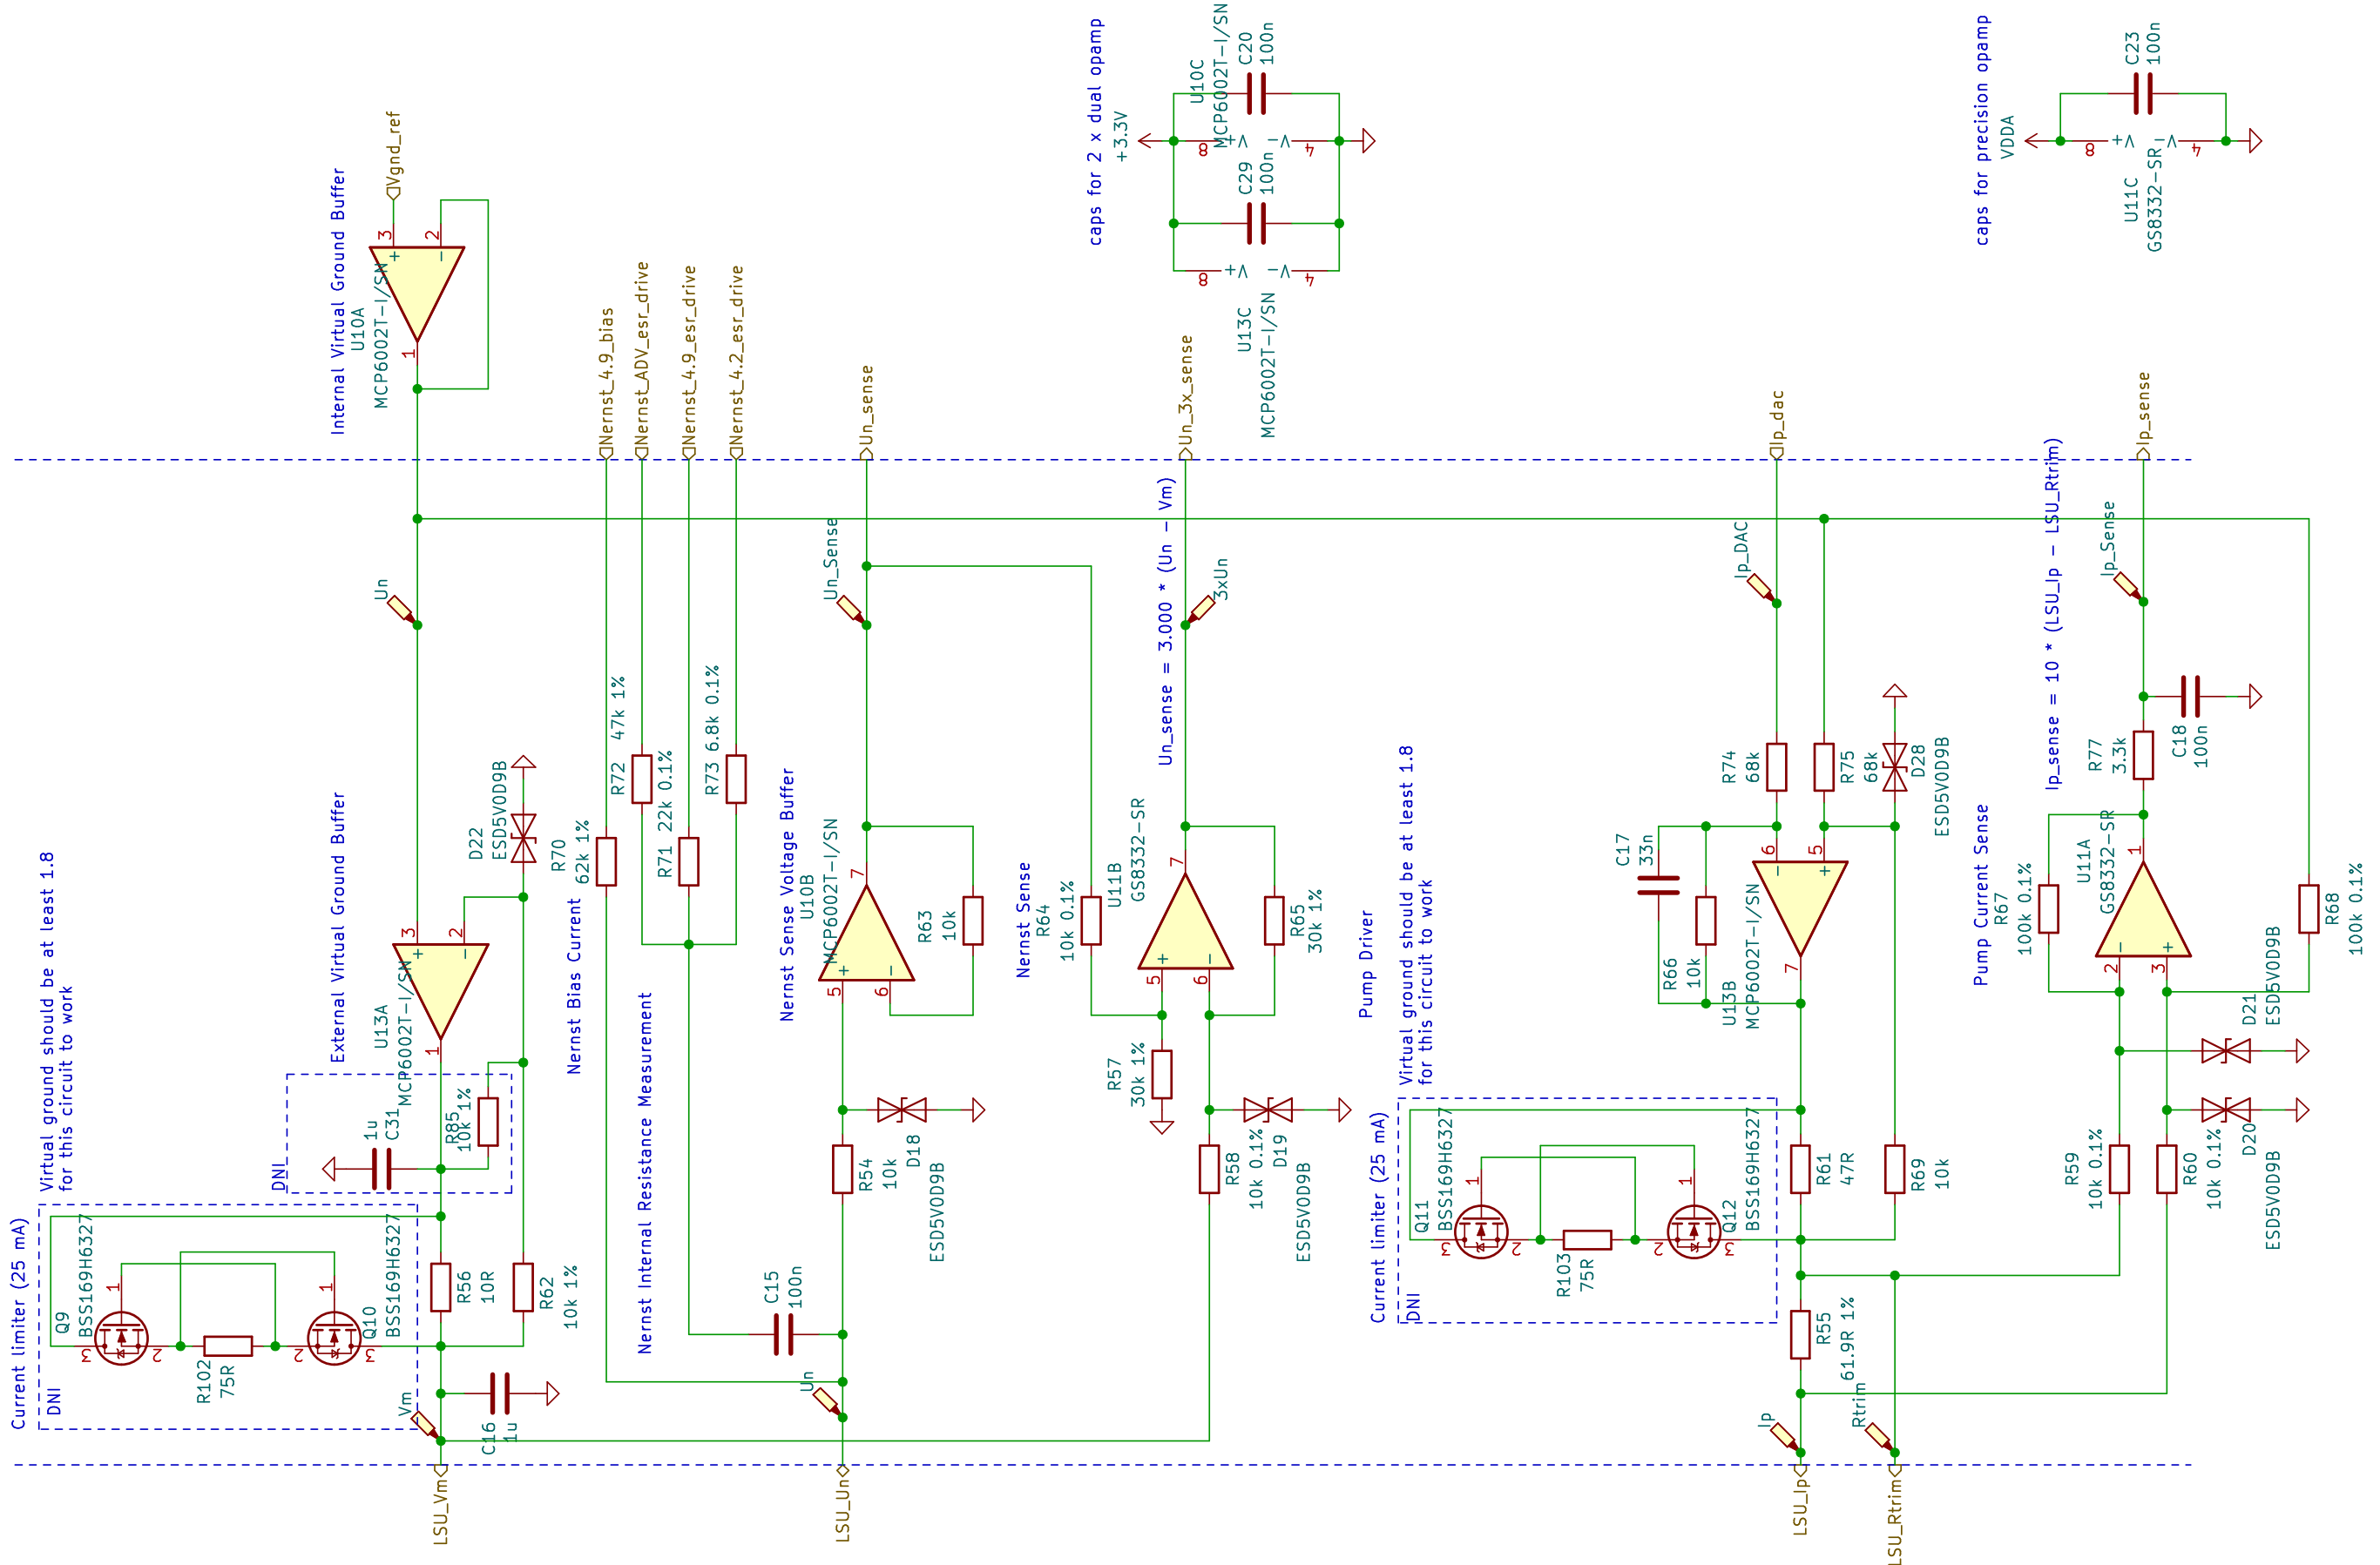 Virtual ground should be at least 1.8
for this circuit to work
Current limiter (25 mA)
DNI
Q9
BSS169H6327
R102
75R
Q10
BSS169H6327
Vm
LSU_Vm
C16
1u
R56
10R
R62
10k 1%
DNI
1u
C31
R85
10k 1%
External Virtual Ground Buffer
U13A
MCP6002T-I/SN
D22
ESD5V0D9B
Un
Internal Virtual Ground Buffer
U10A
MCP6002T-I/SN
Vgnd_ref
Nernst_4.9_bias
Nernst_ADV_esr_drive
Nernst_4.9_esr_drive
Nernst_4.2_esr_drive
Nernst Bias Current
R70
62k 1%
R72
47k 1%
R71
22k 0.1%
R73
6.8k 0.1%
Nernst Internal Resistance Measurement
C15
100n
Un
LSU_Un
Nernst Sense Voltage Buffer
U10B
MCP6002T-I/SN
R63
10k
R54
10k
D18
ESD5V0D9B
Un_sense
Un_Sense
Nernst Sense
R64
10k 0.1%
U11B
GS8332-SR
R65
30k 1%
R57
30k 1%
R58
10k 0.1%
D19
ESD5V0D9B
Un_sense = 3.000 * (Un - Vm)
3xUn
Un_3x_sense
caps for 2 x dual opamp
+3.3V
U10C
MCP6002T-I/SN
C20
100n
C29
100n
U13C
MCP6002T-I/SN
V+
V-
8
4
V+
V-
8
4
Pump Driver
Virtual ground should be at least 1.8
for this circuit to work
Current limiter (25 mA)
DNI
Q11
BSS169H6327
R103
75R
Q12
BSS169H6327
C17
33n
R66
10k
U13B
MCP6002T-I/SN
R74
68k
R75
68k
D28
ESD5V0D9B
Ip_DAC
Ip_dac
R61
47R
R69
10k
R55
61.9R 1%
Ip
Rtrim
LSU_Ip
LSU_Rtrim
Pump Current Sense
R67
100k 0.1%
U11A
GS8332-SR
R68
100k 0.1%
R77
3.3k
C18
100n
R59
10k 0.1%
R60
10k 0.1%
D21
ESD5V0D9B
D20
ESD5V0D9B
Ip_sense = 10 * (LSU_Ip - LSU_Rtrim)
Ip_Sense
Ip_sense
caps for precision opamp
VDDA
C23
100n
U11C
GS8332-SR
V+
V-
8
4